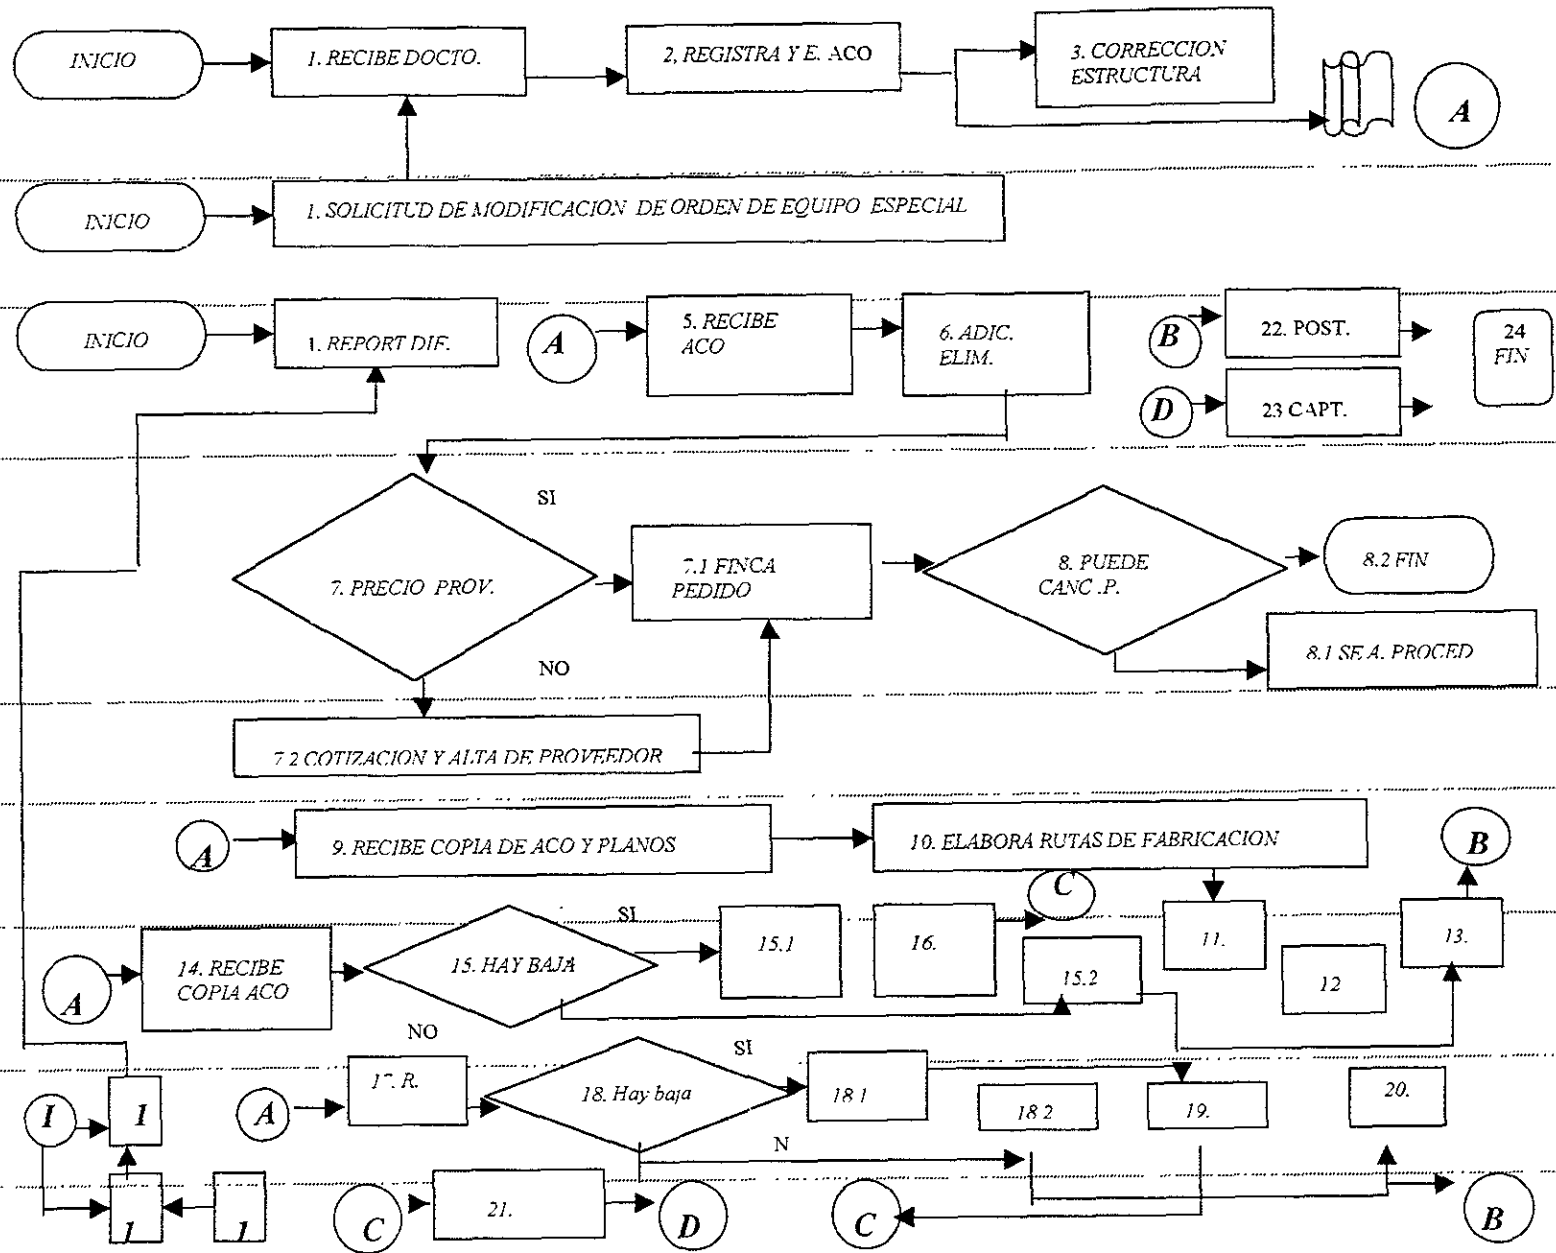 INICIO
1. RECIBE DOCTO.
2, REGISTRA Y E. ACO
3. CORRECCION
ESTRUCTURA
A
INICIO
1. SOLICITUD DE MODIFICACION DE ORDEN DE EQUIPO ESPECIAL
INICIO
1. REPORT DIF.
A
5. RECIBE
ACO
6. ADIC.
ELIM.
B
22. POST.
24
FIN
D
23 CAPT.
SI
7. PRECIO PROV.
7.1 FINCA
PEDIDO
8. PUEDE
CANC .P.
8.2 FIN
NO
8.1 SE A. PROCED
7.2 COTIZACION Y ALTA DE PROVEEDOR
A
9. RECIBE COPIA DE ACO Y PLANOS
10. ELABORA RUTAS DE FABRICACION
B
C
SI
A
14. RECIBE
COPIA ACO
15. HAY BAJA
15.1
16.
15.2
11.
12
13.
NO
SI
I
1
A
17. R.
18. Hay baja
18.1
18.2
19.
20.
N
1
1
C
21.
D
C
B